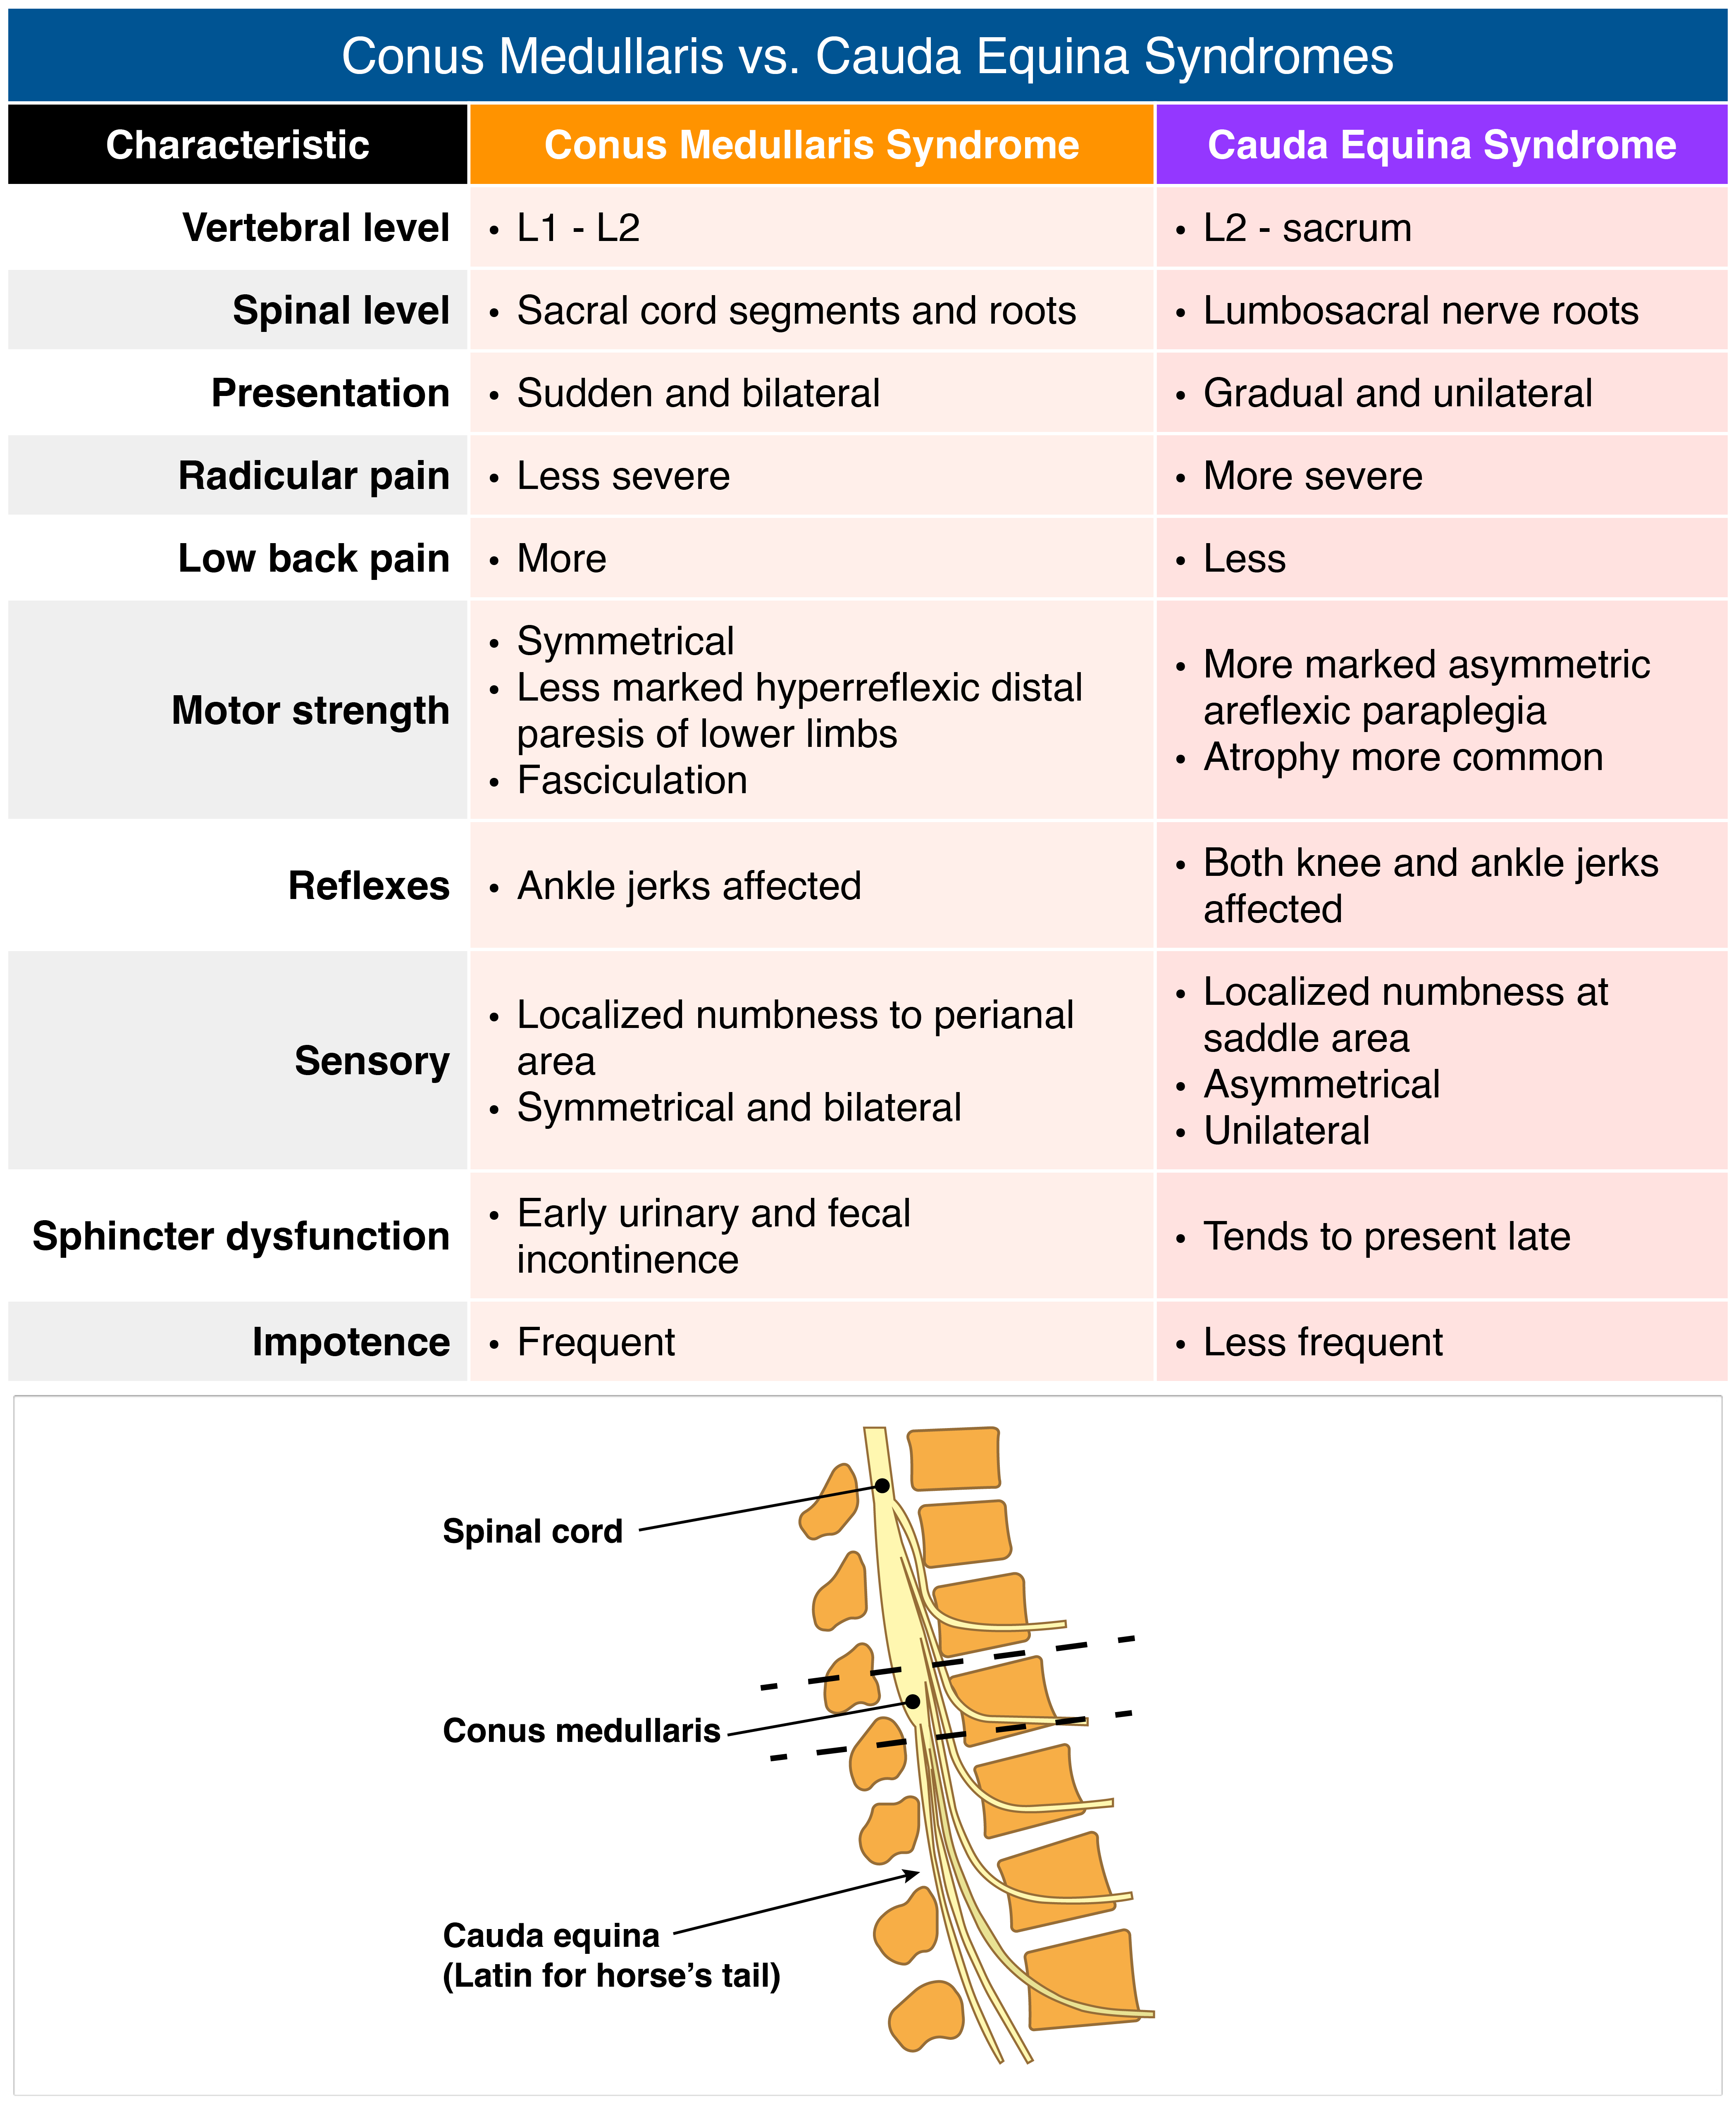 Conus Medullaris vs. Cauda Equina Syndromes
Characteristic
Conus Medullaris Syndrome
Cauda Equina Syndrome
Vertebral level
• L1 - L2
• L2 - sacrum
Spinal level
• Sacral cord segments and roots
• Lumbosacral nerve roots
Presentation
• Sudden and bilateral
• Gradual and unilateral
Radicular pain
• Less severe
• More severe
Low back pain
• More
• Less
Motor strength
• Symmetrical
• Less marked hyperreflexic distal
paresis of lower limbs
• Fasciculation
• More marked asymmetric
areflexic paraplegia
• Atrophy more common
Reflexes
• Ankle jerks affected
• Both knee and ankle jerks
affected
Sensory
• Localized numbness to perianal
area
• Symmetrical and bilateral
• Localized numbness at
saddle area
• Asymmetrical
• Unilateral
Sphincter dysfunction
• Early urinary and fecal
incontinence
• Tends to present late
Impotence
• Frequent
• Less frequent
Spinal cord
Conus medullaris
Cauda equina
(Latin for horse’s tail)